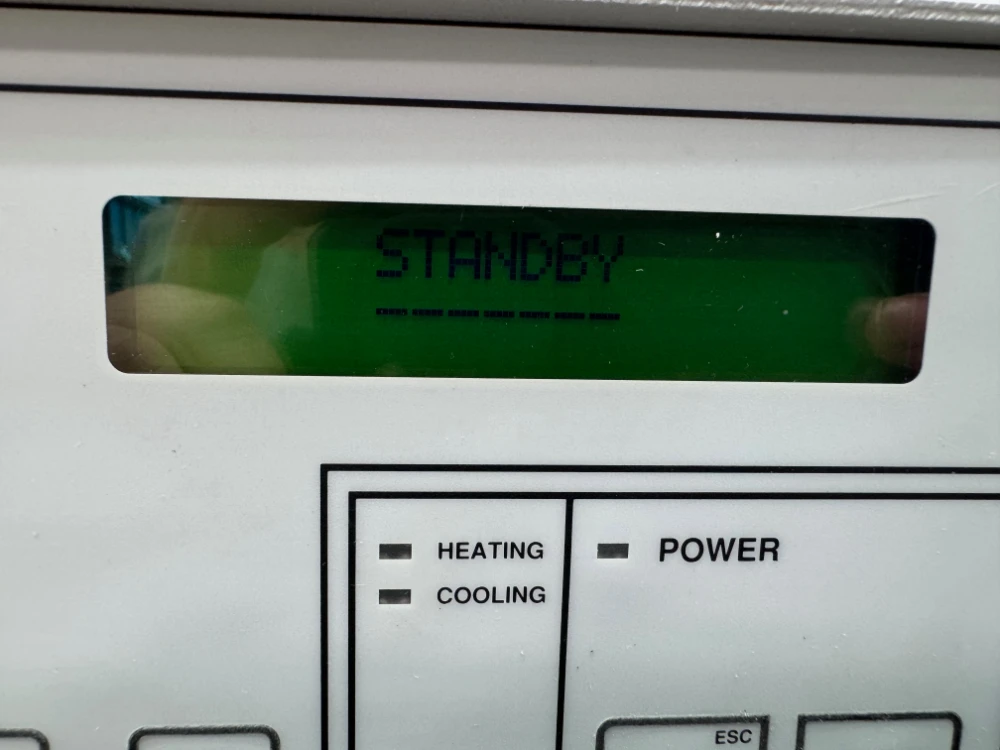 STANDBY
-------
HEATING
POWER
COOLING
ESC